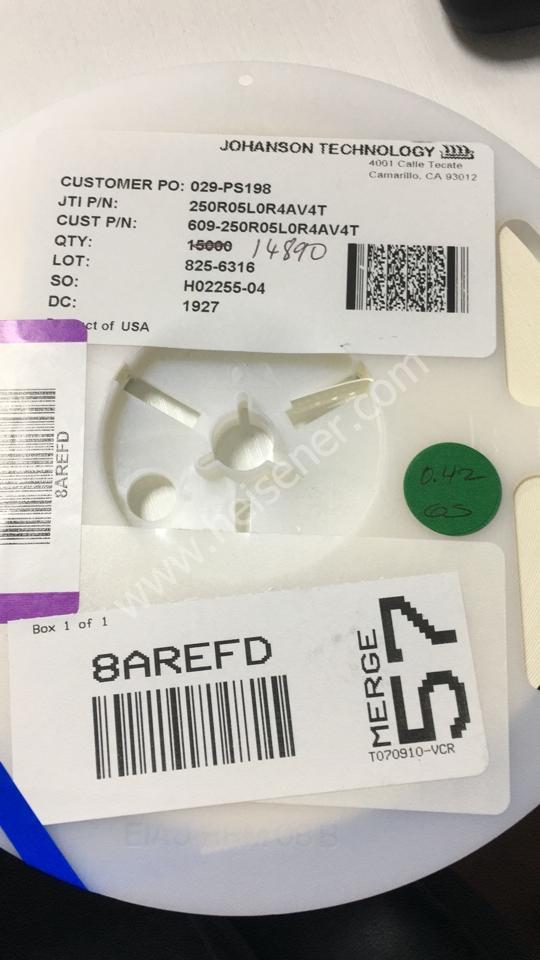 JOHANSON TECHNOLOGY
4001 Calle Tecate
Camarillo, CA 93012
CUSTOMER PO: 029-PS198
JTI P/N: 250R05L0R4AV4T
CUST P/N: 609-250R05L0R4AV4T
QTY: 15000 14890
LOT: 825-6316
SO: H02255-04
DC: 1927
ct of USA
8AREFD
0.42
Box 1 of 1
8AREFD
MERGE
57
T070910-VCR